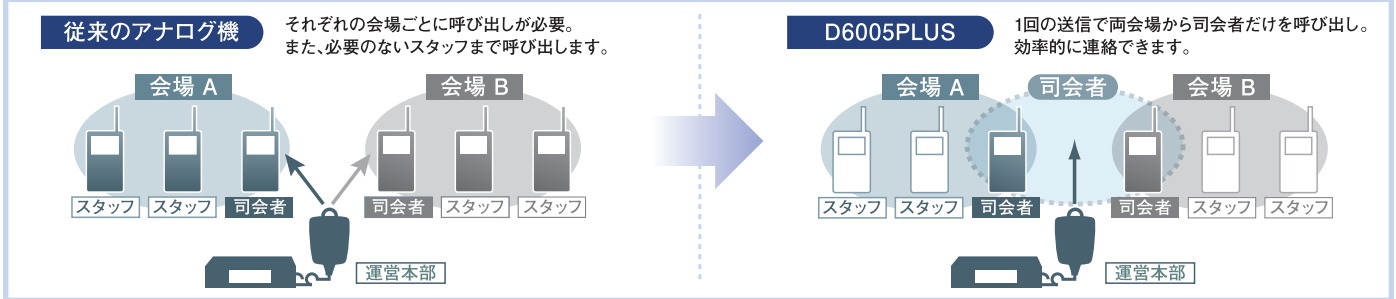 従来のアナログ機
それぞれの会場ごとに呼び出しが必要。
また、必要のないスタッフまで呼び出します。
会場 A
会場 B
スタッフ
スタッフ
司会者
司会者
スタッフ
スタッフ
運営本部
D6005PLUS
1回の送信で両会場から司会者だけを呼び出し。
効率的に連絡できます。
会場 A
司会者
会場 B
スタッフ
スタッフ
司会者
司会者
スタッフ
スタッフ
運営本部